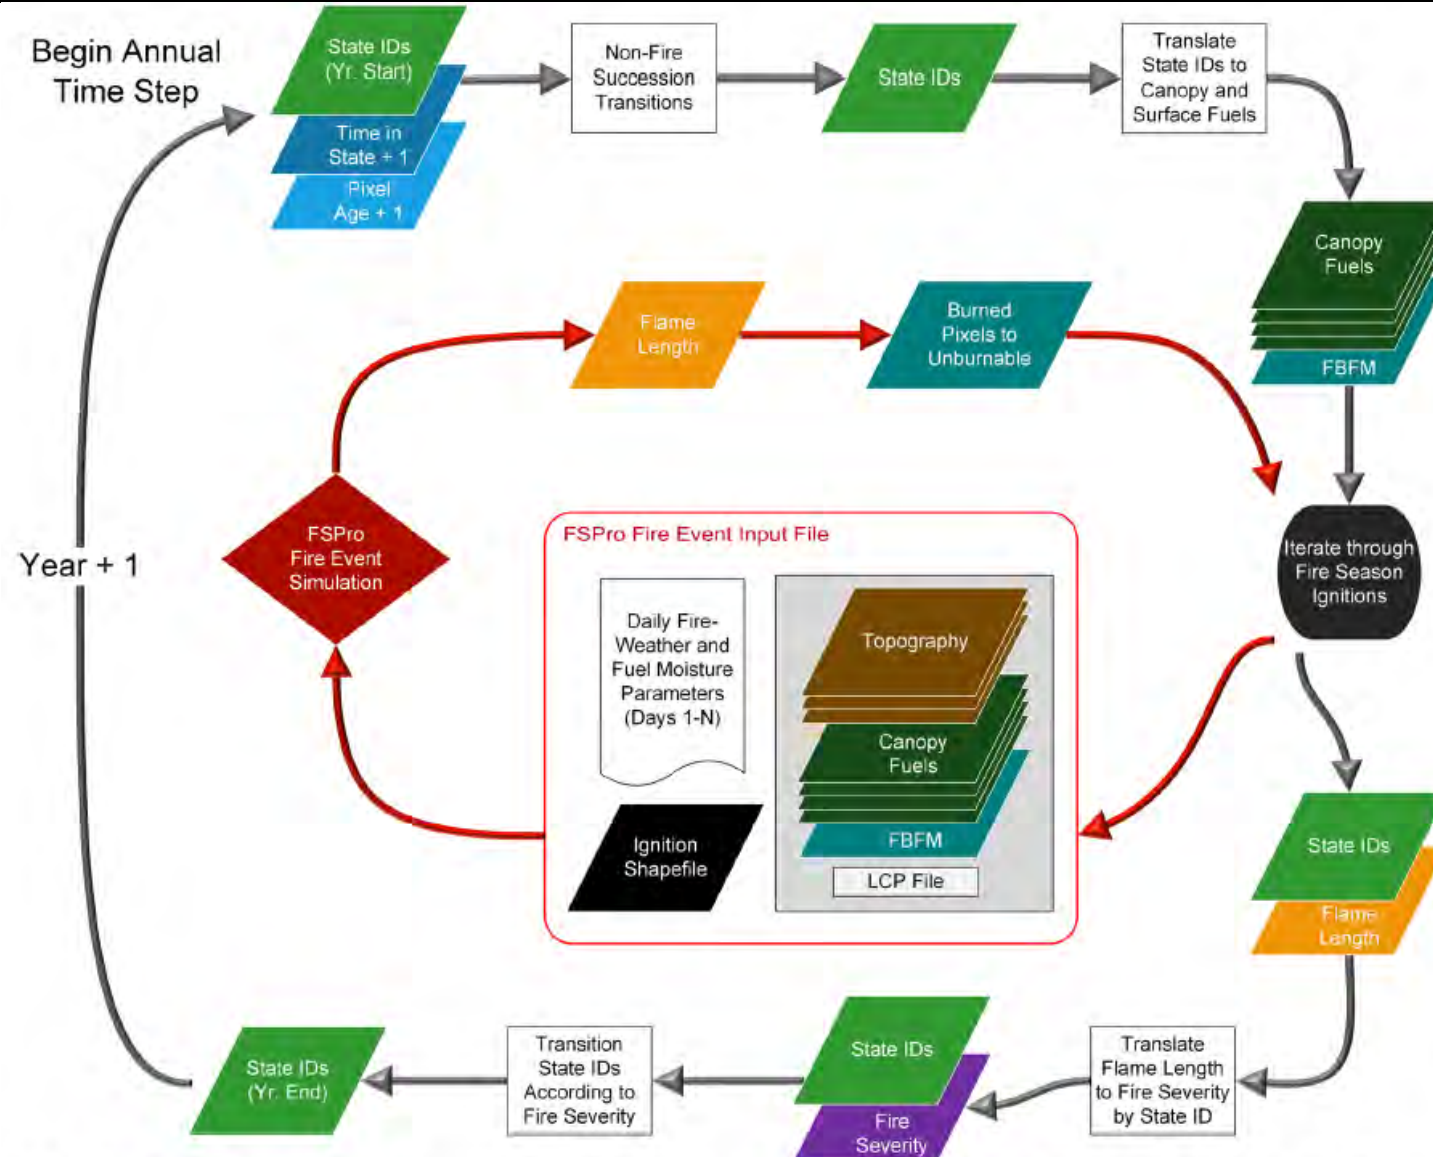 Begin Annual
Time Step
State IDs
(Yr. Start)
Time in
State + 1
Pixel
Age + 1
Non-Fire
Succession
Transitions
State IDs
Translate
State IDs to
Canopy and
Surface Fuels
Canopy
Fuels
FBFM
Flame
Length
Burned
Pixels to
Unburnable
Year + 1
FSPro
Fire Event
Simulation
FSPro Fire Event Input File
Daily Fire-
Weather and
Fuel Moisture
Parameters
(Days 1-N)
Ignition
Shapefile
Topography
Canopy
Fuels
FBFM
LCP File
Iterate through
Fire Season
Ignitions
State IDs
Flame
Length
Translate
Flame Length
to Fire Severity
by State ID
State IDs
Fire
Severity
Transition
State IDs
According to
Fire Severity
State IDs
(Yr. End)